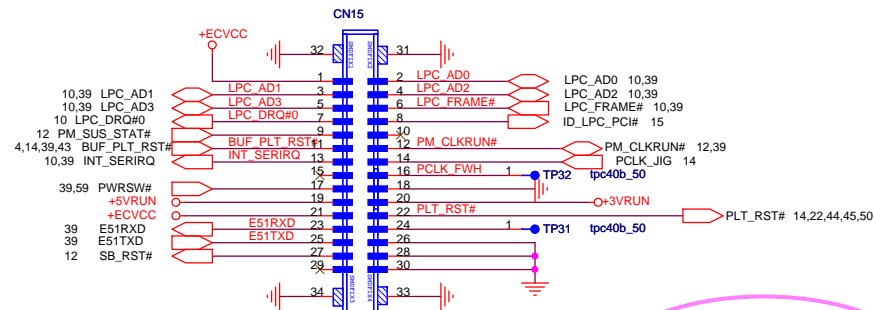 CN15
+ECVCC
32 SMDFIX1 SMDFIX2 31
1 2 LPC_AD0 LPC_AD0 10,39
10,39 LPC_AD1 LPC_AD1 3 4 LPC_AD2 LPC_AD2 10,39
10,39 LPC_AD3 LPC_AD3 5 6 LPC_FRAME# LPC_FRAME# 10,39
10 LPC_DRQ#0 LPC_DRQ#0 7 8 ID_LPC_PCI# 15
12 PM_SUS_STAT# 9 10
4,14,39,43 BUF_PLT_RST# BUF_PLT_RST# 11 12 PM_CLKRUN# PM_CLKRUN# 12,39
10,39 INT_SERIRQ INT_SERIRQ 13 14 PCLK_JIG 14
15 16 PCLK_FWH 1 TP32 tpc40b_50
39,59 PWRSW# 17 18
+5VRUN 19 20 +3VRUN
+ECVCC 21 22 PLT_RST# PLT_RST# 14,22,44,45,50
39 E51RXD E51RXD 23 24 1 TP31 tpc40b_50
39 E51TXD E51TXD 25 26
12 SB_RST# 27 28
29 30
34 SMDFIX3 SMDFIX4 33